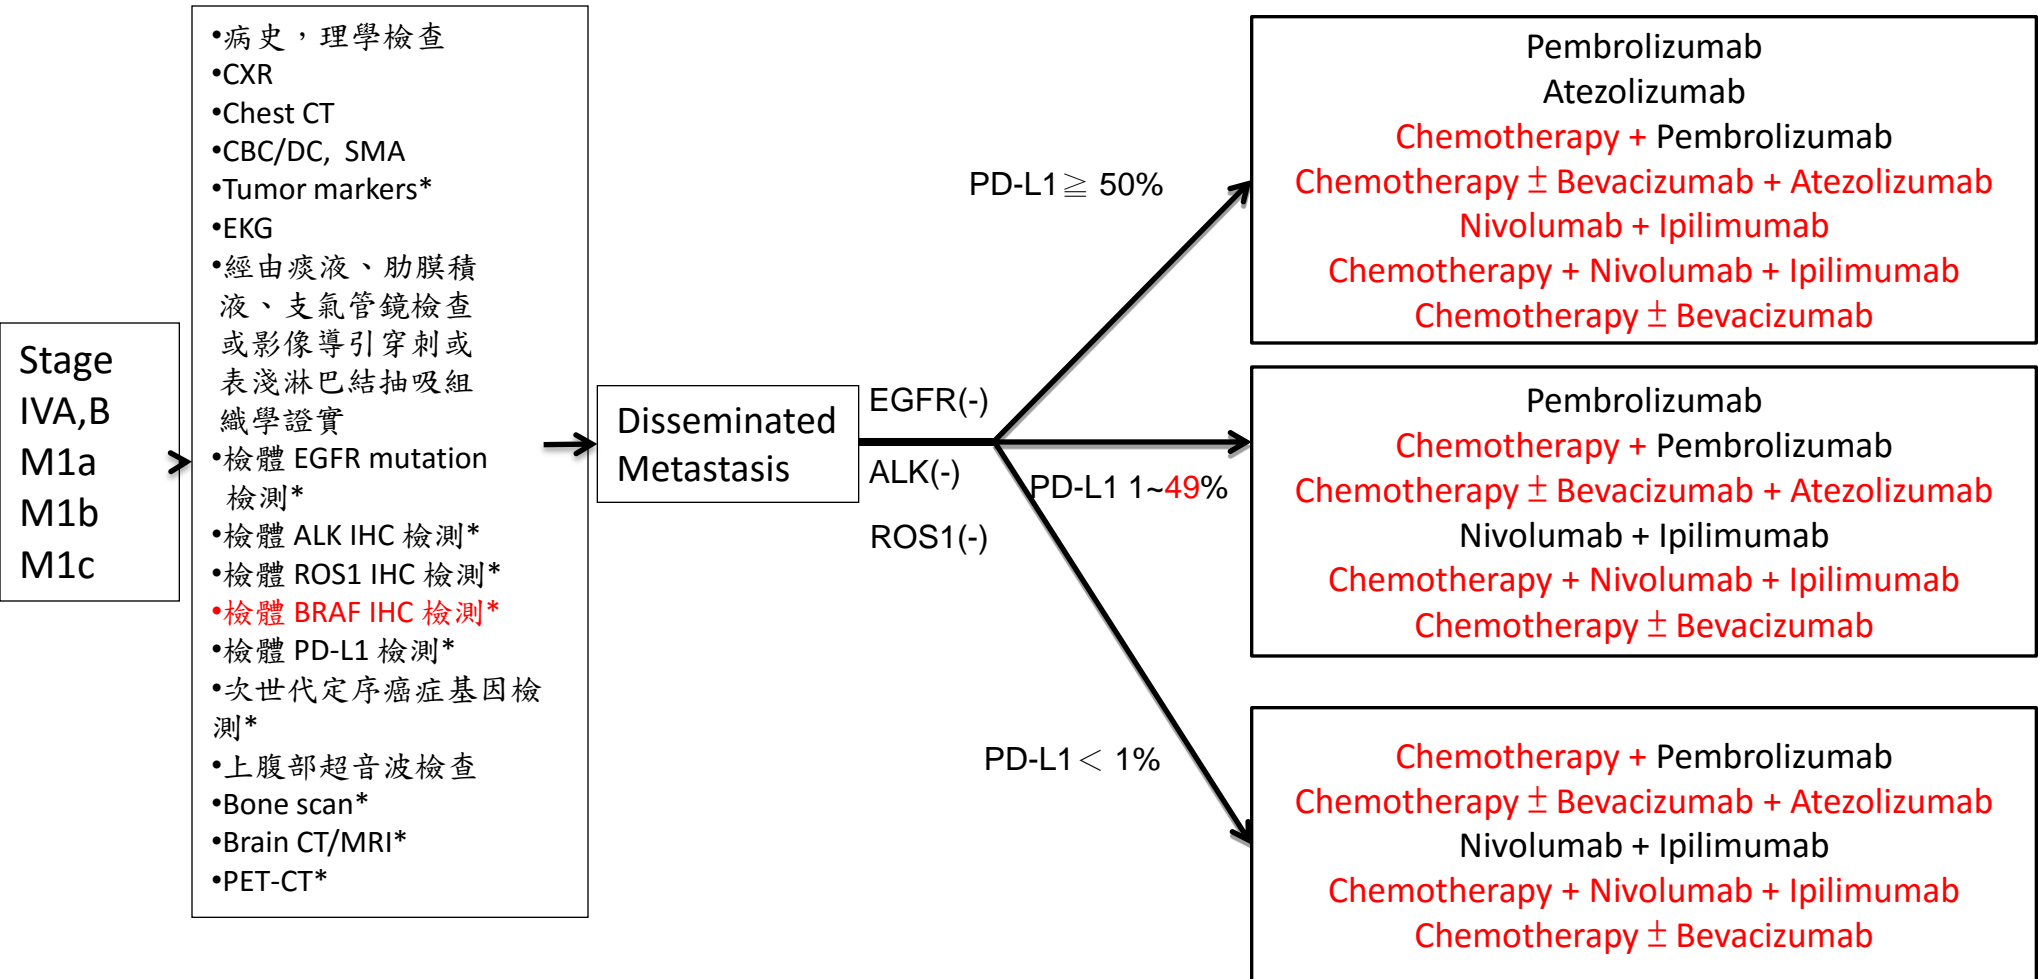 Stage
IVA,B
M1a
M1b
M1c
•病史，理學檢查
•CXR
•Chest CT
•CBC/DC, SMA
•Tumor markers*
•EKG
•經由痰液、肋膜積
液、支氣管鏡檢查
或影像導引穿刺或
表淺淋巴結抽吸組
織學證實
•檢體 EGFR mutation
檢測*
•檢體 ALK IHC 檢測*
•檢體 ROS1 IHC 檢測*
•檢體 BRAF IHC 檢測*
•檢體 PD-L1 檢測*
•次世代定序癌症基因檢
測*
•上腹部超音波檢查
•Bone scan*
•Brain CT/MRI*
•PET-CT*
Disseminated
Metastasis
EGFR(-)
ALK(-)
ROS1(-)
PD-L1≧ 50%
Pembrolizumab
Atezolizumab
Chemotherapy + Pembrolizumab
Chemotherapy ± Bevacizumab + Atezolizumab
Nivolumab + Ipilimumab
Chemotherapy + Nivolumab + Ipilimumab
Chemotherapy ± Bevacizumab
PD-L1 1~49%
Pembrolizumab
Chemotherapy + Pembrolizumab
Chemotherapy ± Bevacizumab + Atezolizumab
Nivolumab + Ipilimumab
Chemotherapy + Nivolumab + Ipilimumab
Chemotherapy ± Bevacizumab
PD-L1＜ 1%
Chemotherapy + Pembrolizumab
Chemotherapy ± Bevacizumab + Atezolizumab
Nivolumab + Ipilimumab
Chemotherapy + Nivolumab + Ipilimumab
Chemotherapy ± Bevacizumab